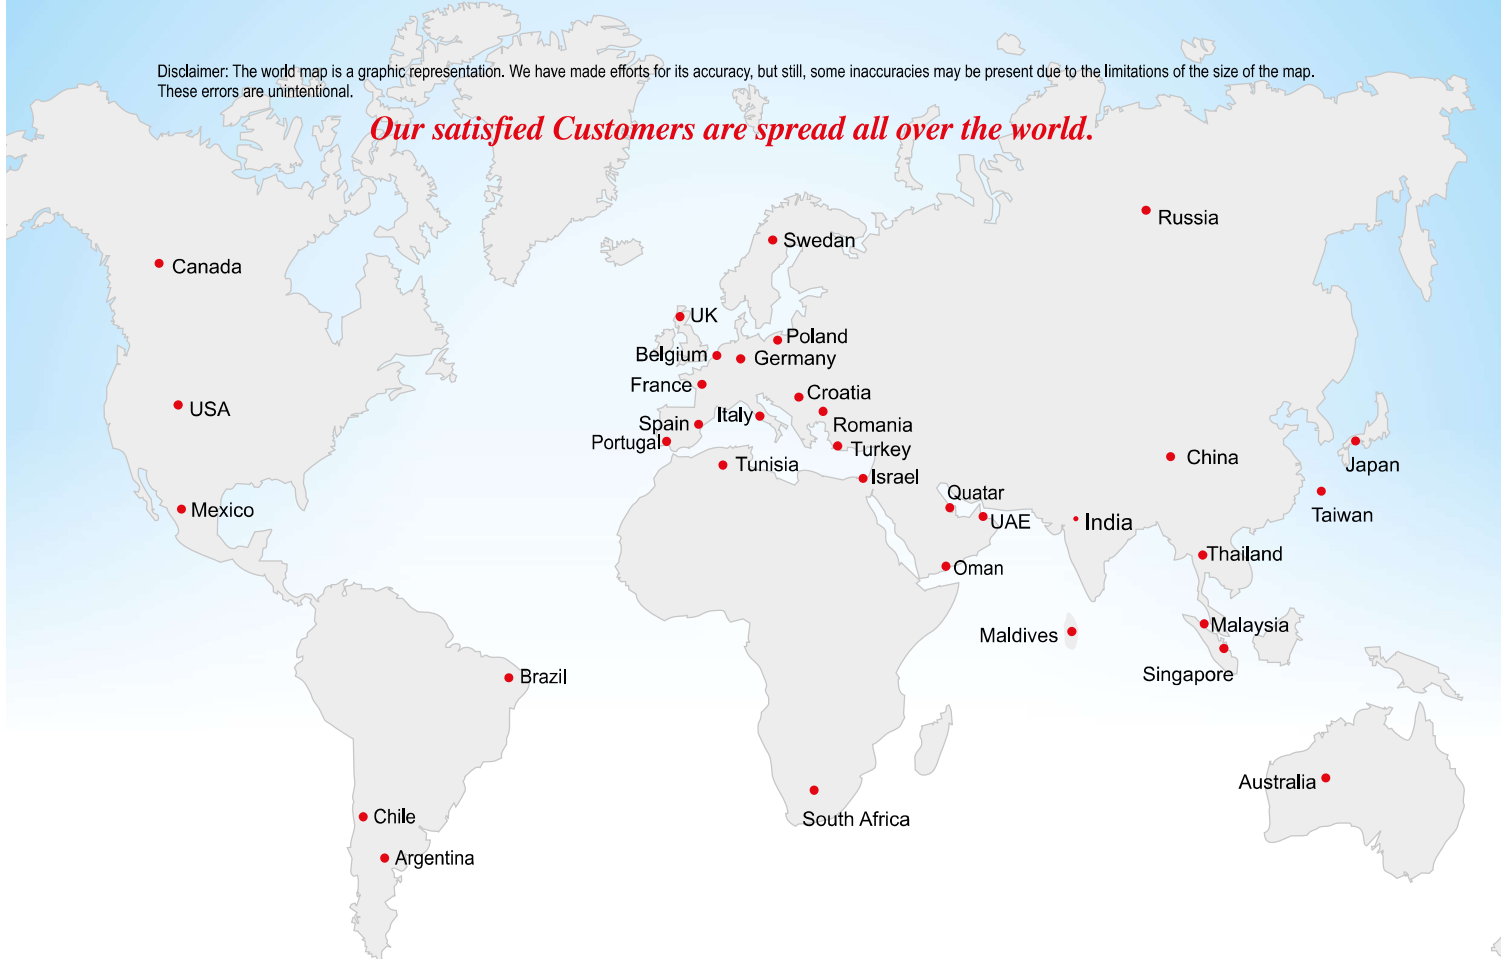 Disclaimer: The world map is a graphic representation. We have made efforts for its accuracy, but still, some inaccuracies may be present due to the limitations of the size of the map.
These errors are unintentional.
Our satisfied Customers are spread all over the world.
Russia
Swedan
Canada
UK
Poland
Belgium
Germany
France
Croatia
USA
Italy
Spain
Romania
Portugal
Turkey
China
Tunisia
Japan
Israel
Quatar
Mexico
Taiwan
UAE
India
Thailand
Oman
Malaysia
Maldives
Singapore
Brazil
Australia
Chile
South Africa
Argentina